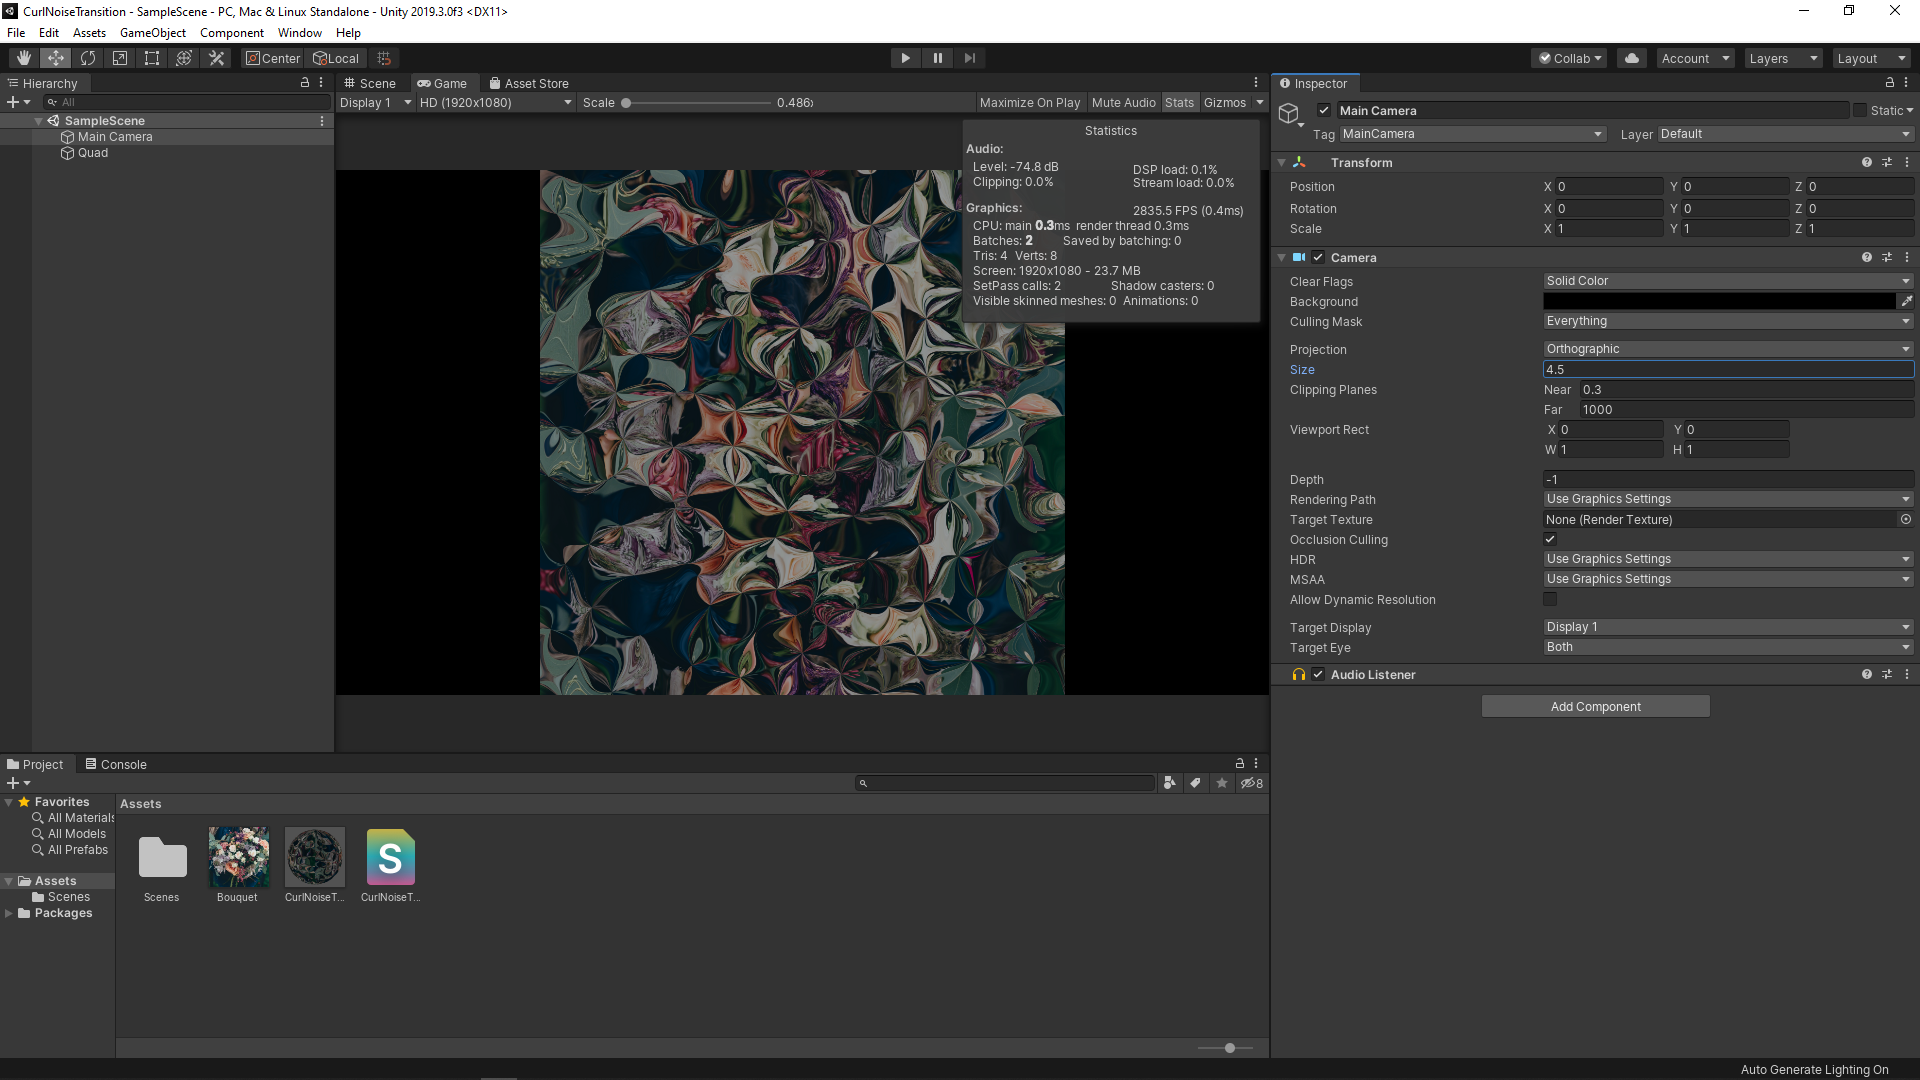 CurlNoiseTransition - SampleScene - PC, Mac & Linux Standalone - Unity 2019.3.0f3 <DX11>
File Edit Assets GameObject Component Window Help
Center Local Collab Account Layers Layout
Hierarchy
All
SampleScene
Main Camera
Quad
Scene Game Asset Store
Display 1 HD (1920x1080) Scale 0.486x Maximize On Play Mute Audio Stats Gizmos
Statistics
Audio:
Level: -74.8 dB DSP load: 0.1%
Clipping: 0.0% Stream load: 0.0%
Graphics: 2835.5 FPS (0.4ms)
CPU: main 0.3ms render thread 0.3ms
Batches: 2 Saved by batching: 0
Tris: 4 Verts: 8
Screen: 1920x1080 - 23.7 MB
SetPass calls: 2 Shadow casters: 0
Visible skinned meshes: 0 Animations: 0
Inspector
Main Camera Static
Tag MainCamera Layer Default
Transform
Position X 0 Y 0 Z 0
Rotation X 0 Y 0 Z 0
Scale X 1 Y 1 Z 1
Camera
Clear Flags Solid Color
Background
Culling Mask Everything
Projection Orthographic
Size 4.5
Clipping Planes Near 0.3
Far 1000
Viewport Rect X 0 Y 0
W 1 H 1
Depth -1
Rendering Path Use Graphics Settings
Target Texture None (Render Texture)
Occlusion Culling
HDR Use Graphics Settings
MSAA Use Graphics Settings
Allow Dynamic Resolution
Target Display Display 1
Target Eye Both
Audio Listener
Add Component
Project Console
8
Favorites
All Materials
All Models
All Prefabs
Assets
Scenes
Packages
Assets
S
Scenes Bouquet CurlNoiseT... CurlNoiseT...
Auto Generate Lighting On